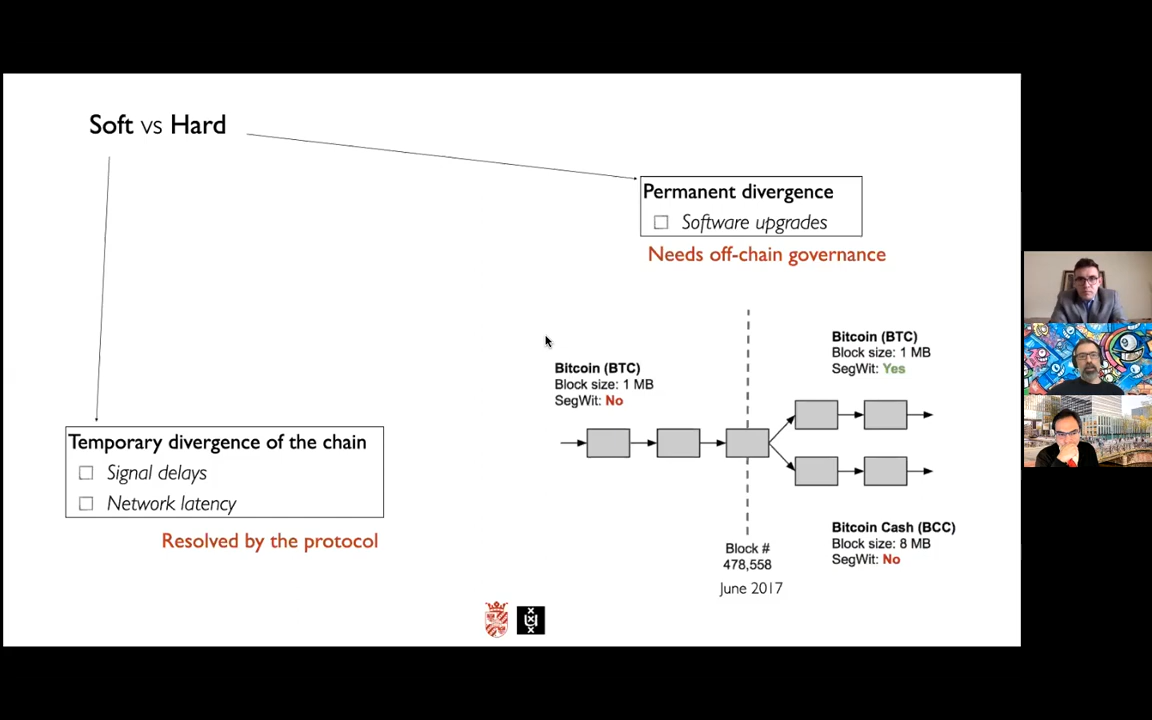 Soft vs Hard
Permanent divergence
Software upgrades
Needs off-chain governance
Bitcoin (BTC)
Block size: 1 MB
SegWit: No
Bitcoin (BTC)
Block size: 1 MB
SegWit: Yes
Temporary divergence of the chain
Signal delays
Network latency
Resolved by the protocol
Block #
478,558
June 2017
Bitcoin Cash (BCC)
Block size: 8 MB
SegWit: No